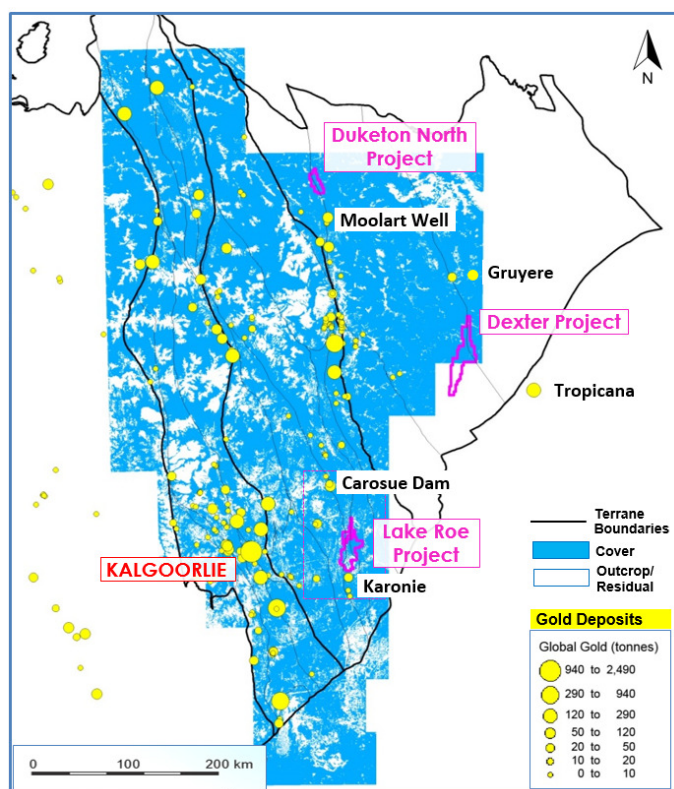 N
Duketon North
Project
Moolart Well
Gruyere
Dexter Project
Tropicana
Carosue Dam
Lake Roe
Project
KALGOORLIE
Karonie
Terrane
Boundaries
Cover
Outcrop/
Residual
Gold Deposits
Global Gold (tonnes)
940 to 2,490
290 to 940
120 to 290
50 to 120
20 to 50
10 to 20
0 to 10
0 100 200 km